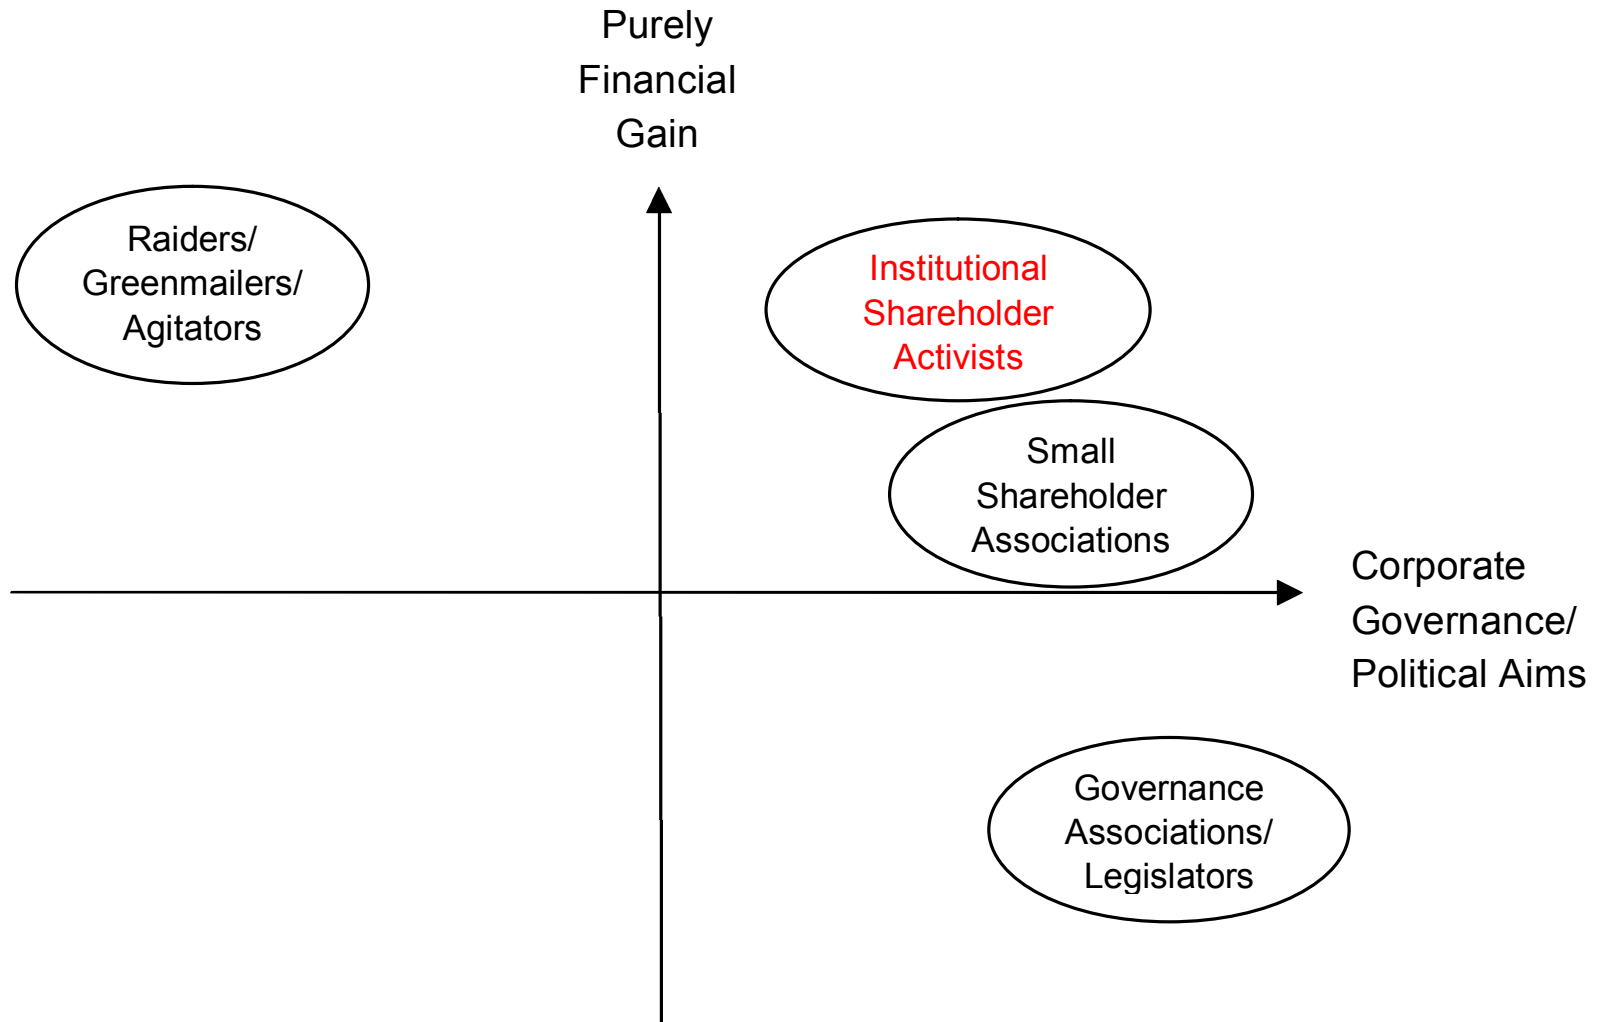 Purely
Financial
Gain
Raiders/
Greenmailers/
Agitators
Institutional
Shareholder
Activists
Small
Shareholder
Associations
Corporate
Governance/
Political Aims
Governance
Associations/
Legislators